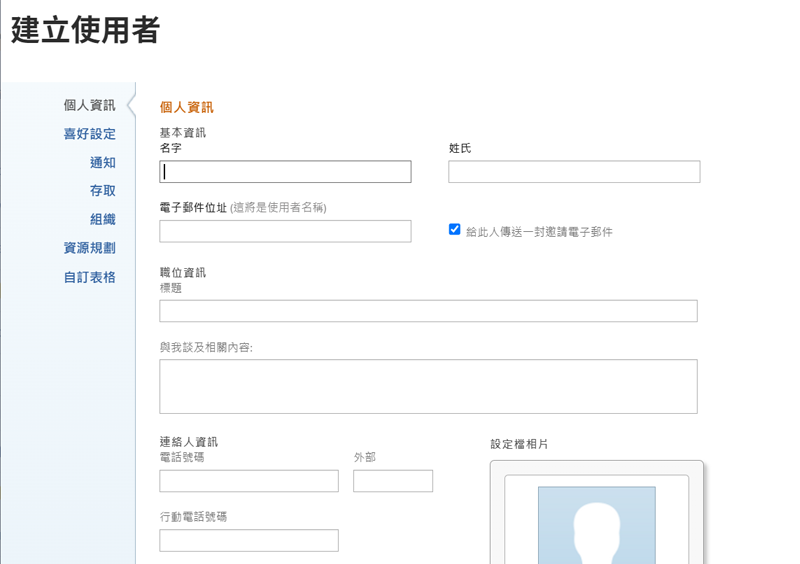 建立使用者
個人資訊
喜好設定
通知
存取
組織
資源規劃
自訂表格
個人資訊
基本資訊
名字
姓氏
電子郵件位址 (這將是使用者名稱)
給此人傳送一封邀請電子郵件
職位資訊
標題
與我談及相關內容:
連絡人資訊
電話號碼
外部
行動電話號碼
設定檔相片